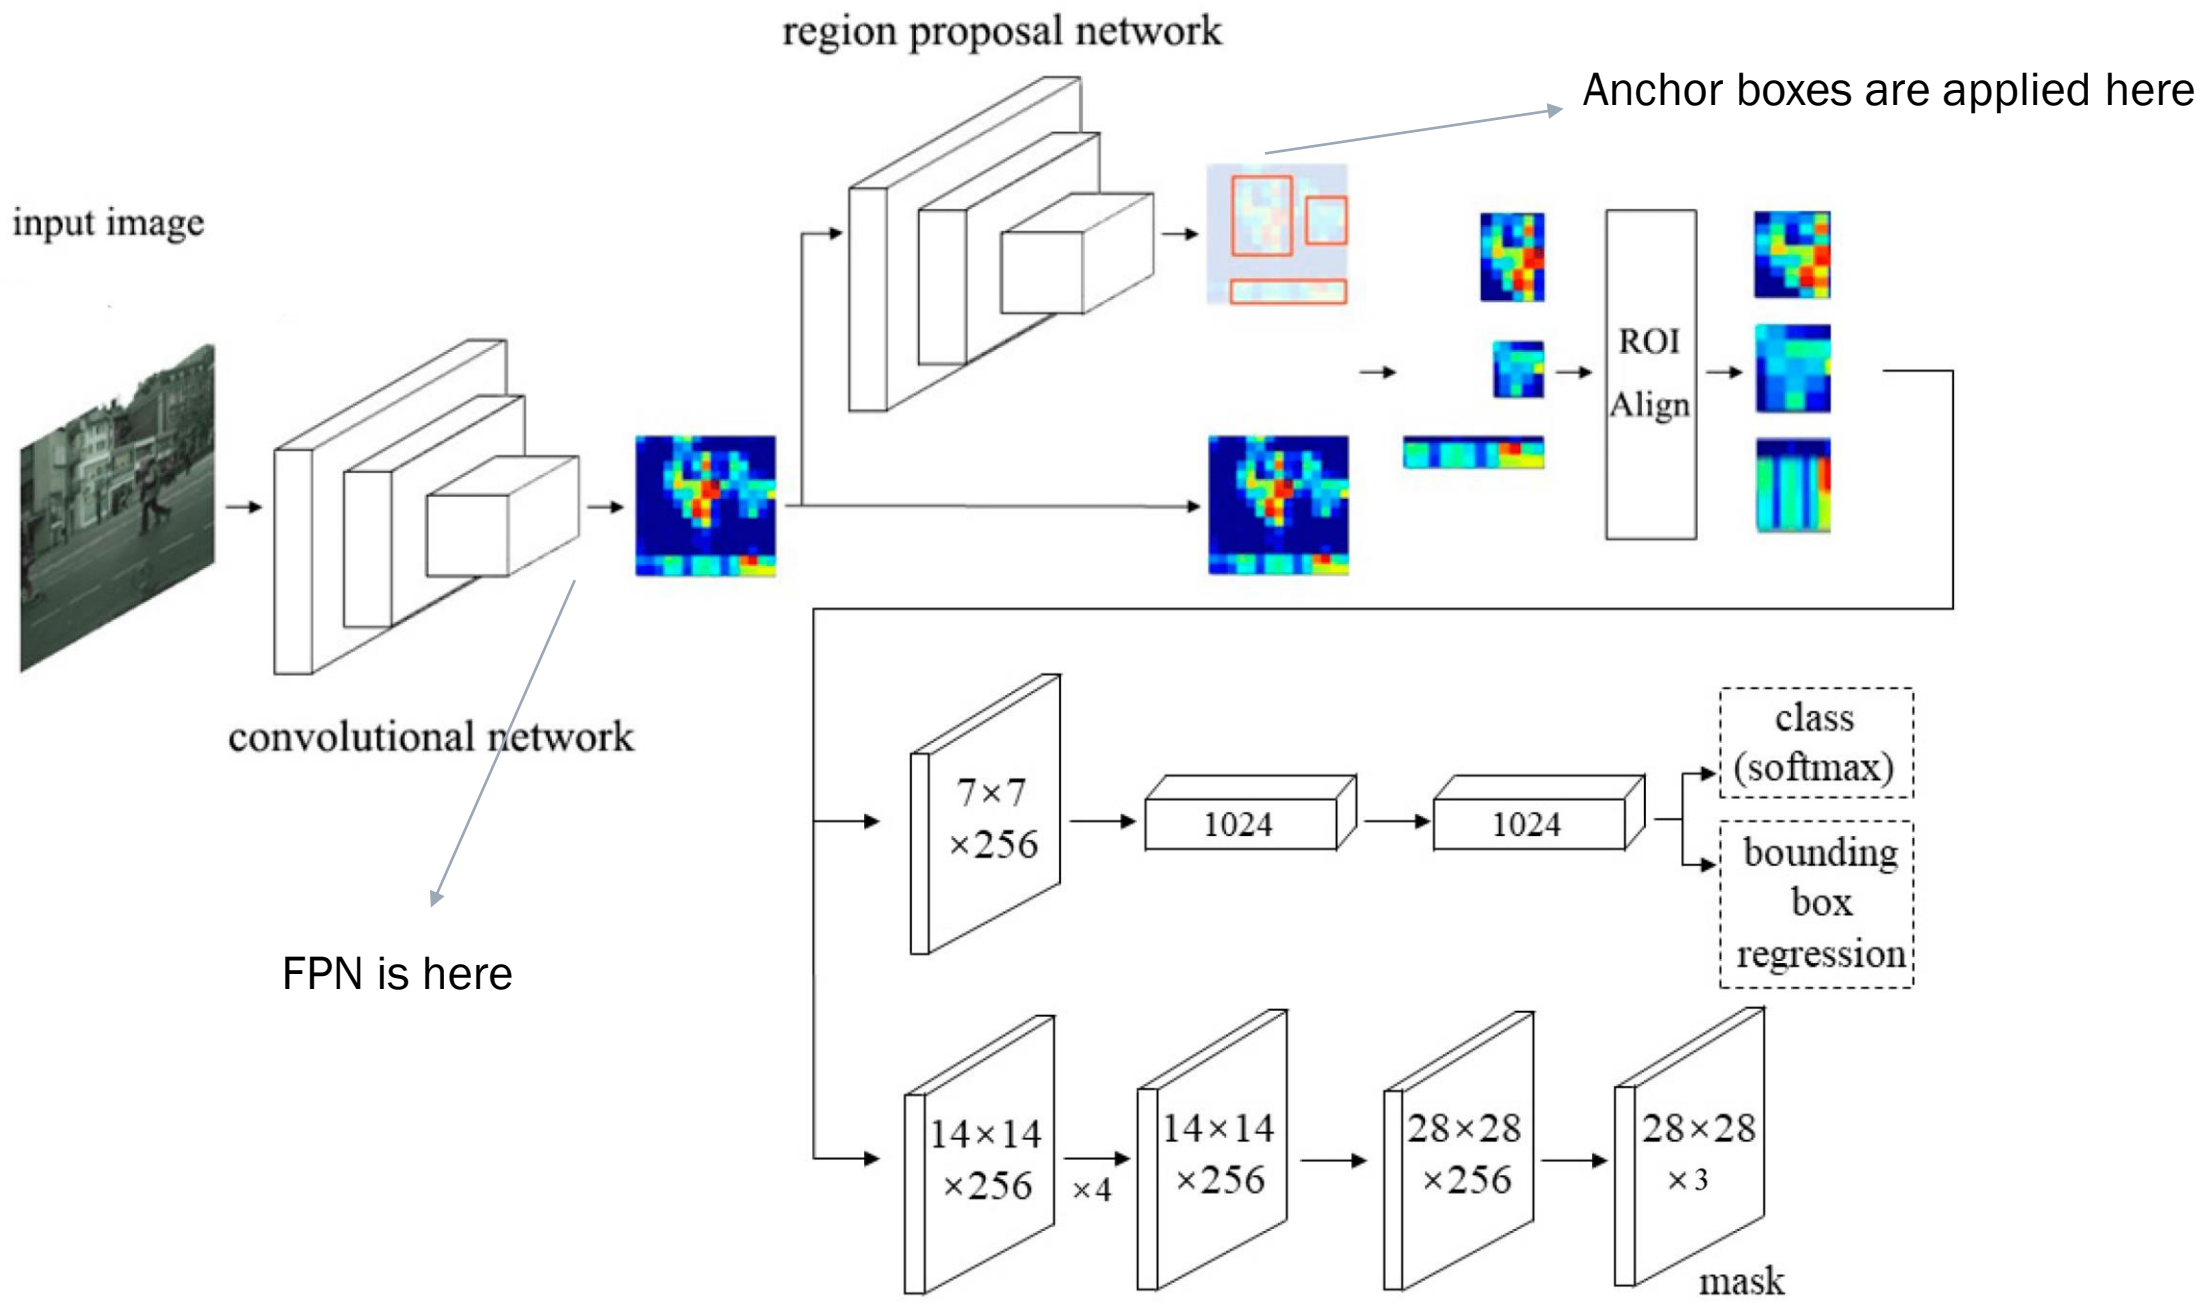 region proposal network
Anchor boxes are applied here
input image
ROI
Align
convolutional network
FPN is here
7×7
×256
1024
1024
class
(softmax)
bounding
box
regression
14×14
×256
×4
14×14
×256
28×28
×256
28×28
×3
mask